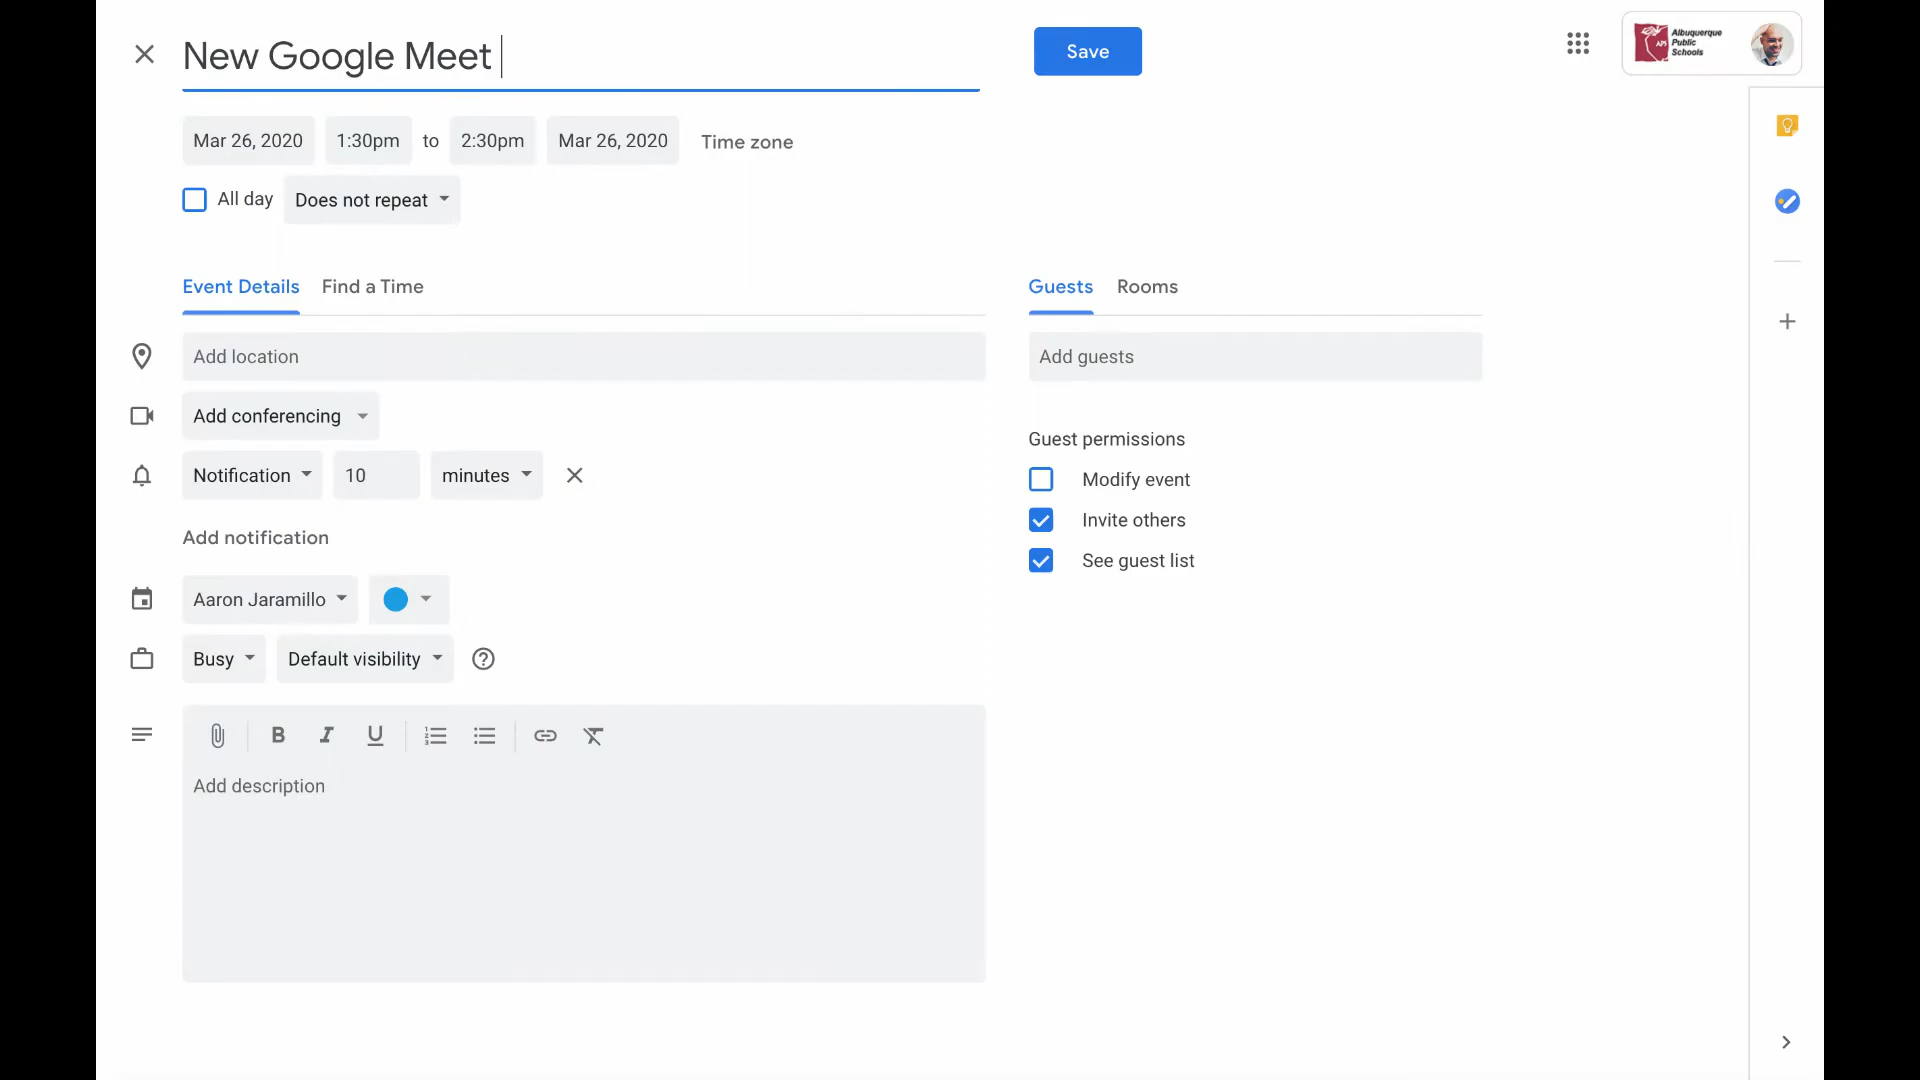 New Google Meet
Save
APS
Albuquerque
Public
Schools
Mar 26, 2020 1:30pm to 2:30pm Mar 26, 2020 Time zone
All day Does not repeat
Event Details Find a Time
Guests Rooms
Add location
Add guests
Add conferencing
Guest permissions
Notification 10 minutes
Modify event
Invite others
Add notification
See guest list
Aaron Jaramillo
Busy Default visibility
B I U
Add description